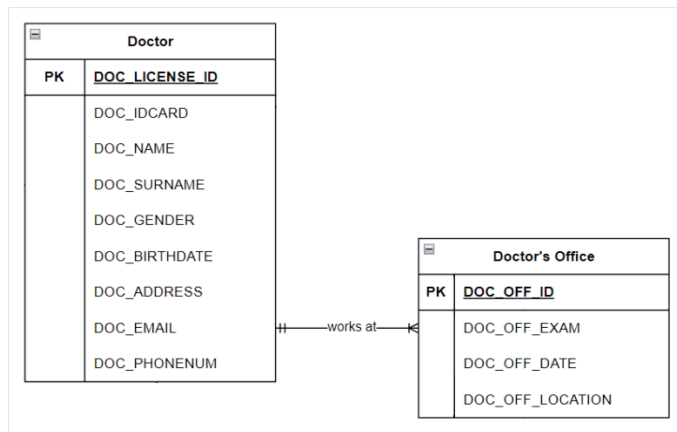 Doctor
PK DOC_LICENSE_ID
DOC_IDCARD
DOC_NAME
DOC_SURNAME
DOC_GENDER
DOC_BIRTHDATE
DOC_ADDRESS
DOC_EMAIL
DOC_PHONENUM
works at
Doctor's Office
PK DOC_OFF_ID
DOC_OFF_EXAM
DOC_OFF_DATE
DOC_OFF_LOCATION